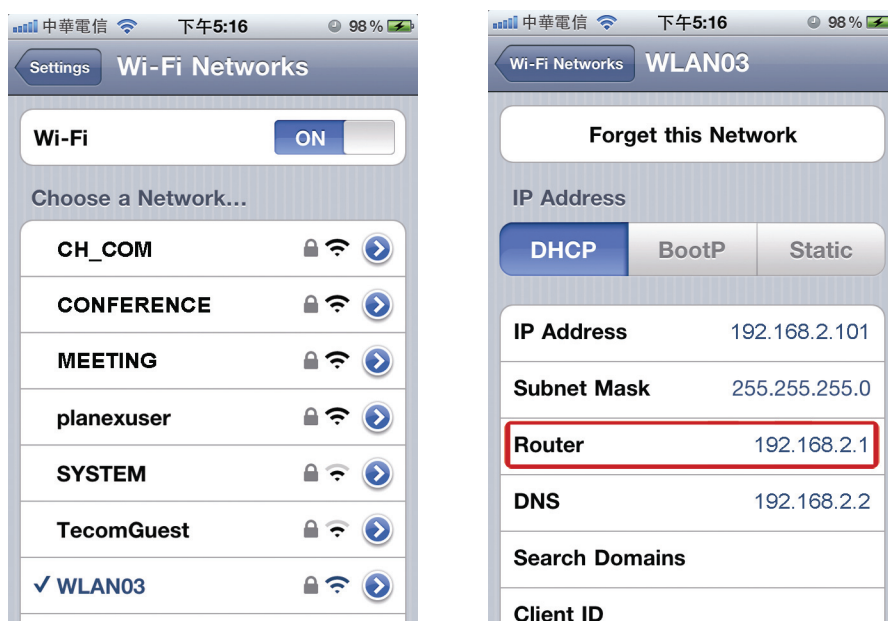 中華電信 下午5:16 98%
Settings Wi-Fi Networks
Wi-Fi ON
Choose a Network...
CH_COM
CONFERENCE
MEETING
planexuser
SYSTEM
TecomGuest
✓ WLAN03
中華電信 下午5:16 98%
Wi-Fi Networks WLAN03
Forget this Network
IP Address
DHCP BootP Static
IP Address 192.168.2.101
Subnet Mask 255.255.255.0
Router 192.168.2.1
DNS 192.168.2.2
Search Domains
Client ID